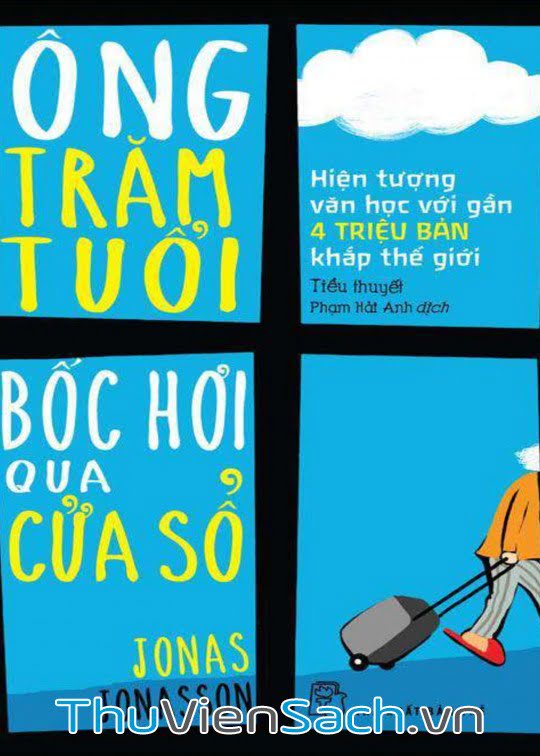 ÔNG
TRĂM
TUỔI
Hiện tượng
văn học với gần
4 TRIỆU BẢN
khắp thế giới
Tiểu thuyết
Phạm Hải Anh dịch
BỐC HƠI
QUA
CỬA SỔ
JONAS
JONASSON
ThuVienSach.vn